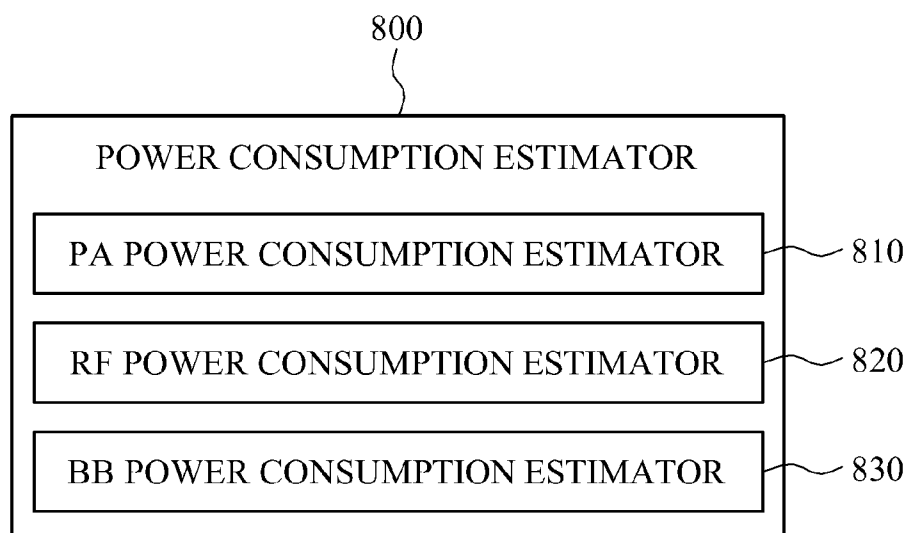 800
POWER CONSUMPTION ESTIMATOR
PA POWER CONSUMPTION ESTIMATOR
810
RF POWER CONSUMPTION ESTIMATOR
820
BB POWER CONSUMPTION ESTIMATOR
830